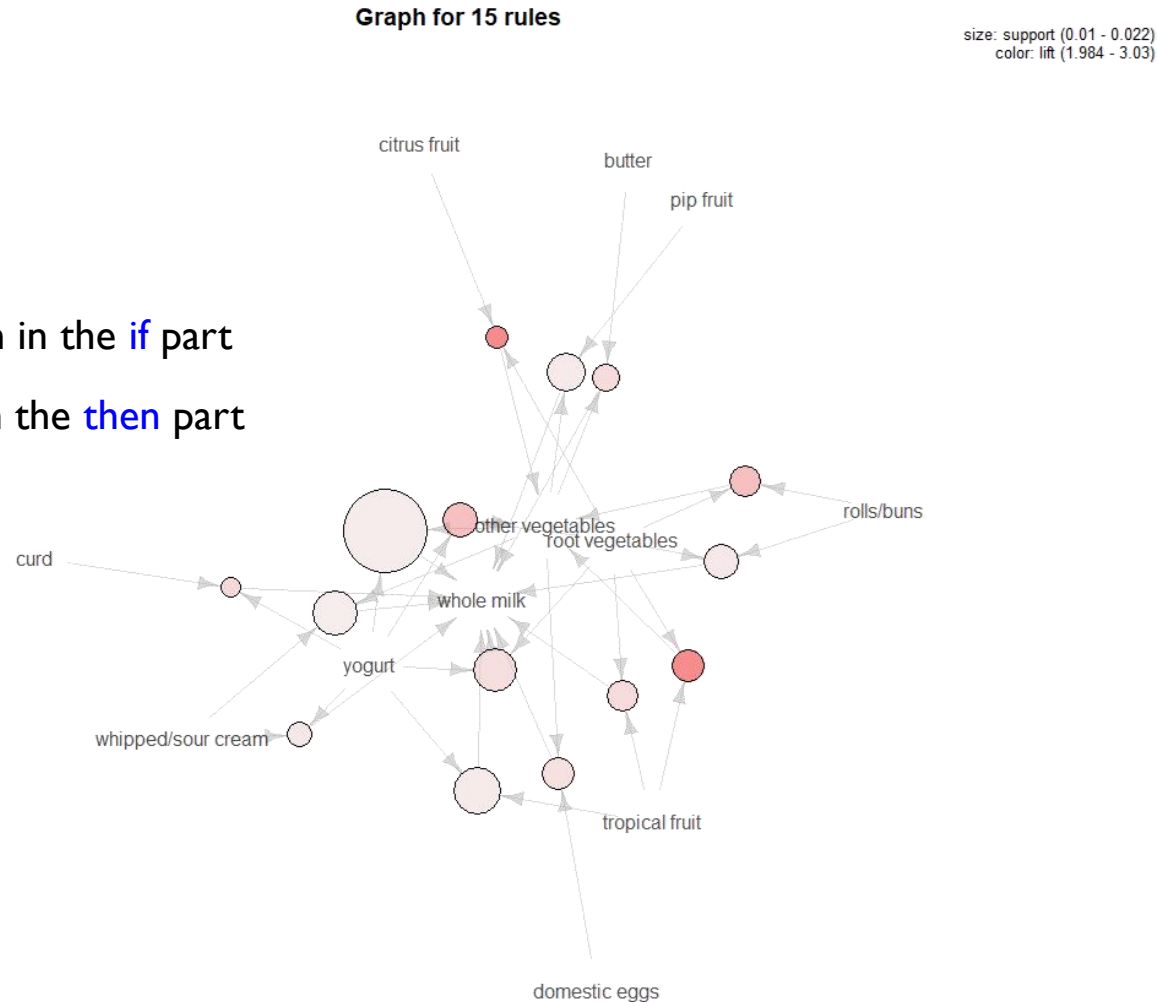 Graph for 15 rules
size: support (0.01 - 0.022)
color: lift (1.984 - 3.03)
citrus fruit
butter
pip fruit
in the if part
the then part
rolls/buns
other vegetables
root vegetables
curd
whole milk
yogurt
whipped/sour cream
tropical fruit
domestic eggs